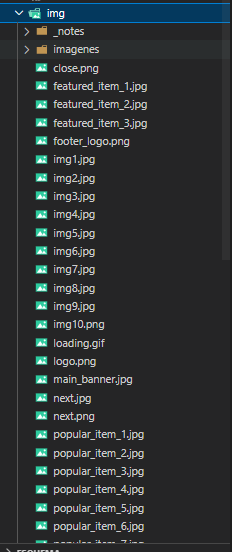 img
_notes
imagenes
close.png
featured_item_1.jpg
featured_item_2.jpg
featured_item_3.jpg
footer_logo.png
img1.jpg
img2.jpg
img3.jpg
img4.jpg
img5.jpg
img6.jpg
img7.jpg
img8.jpg
img9.jpg
img10.png
loading.gif
logo.png
main_banner.jpg
next.jpg
next.png
popular_item_1.jpg
popular_item_2.jpg
popular_item_3.jpg
popular_item_4.jpg
popular_item_5.jpg
popular_item_6.jpg
popular_item_7.jpg